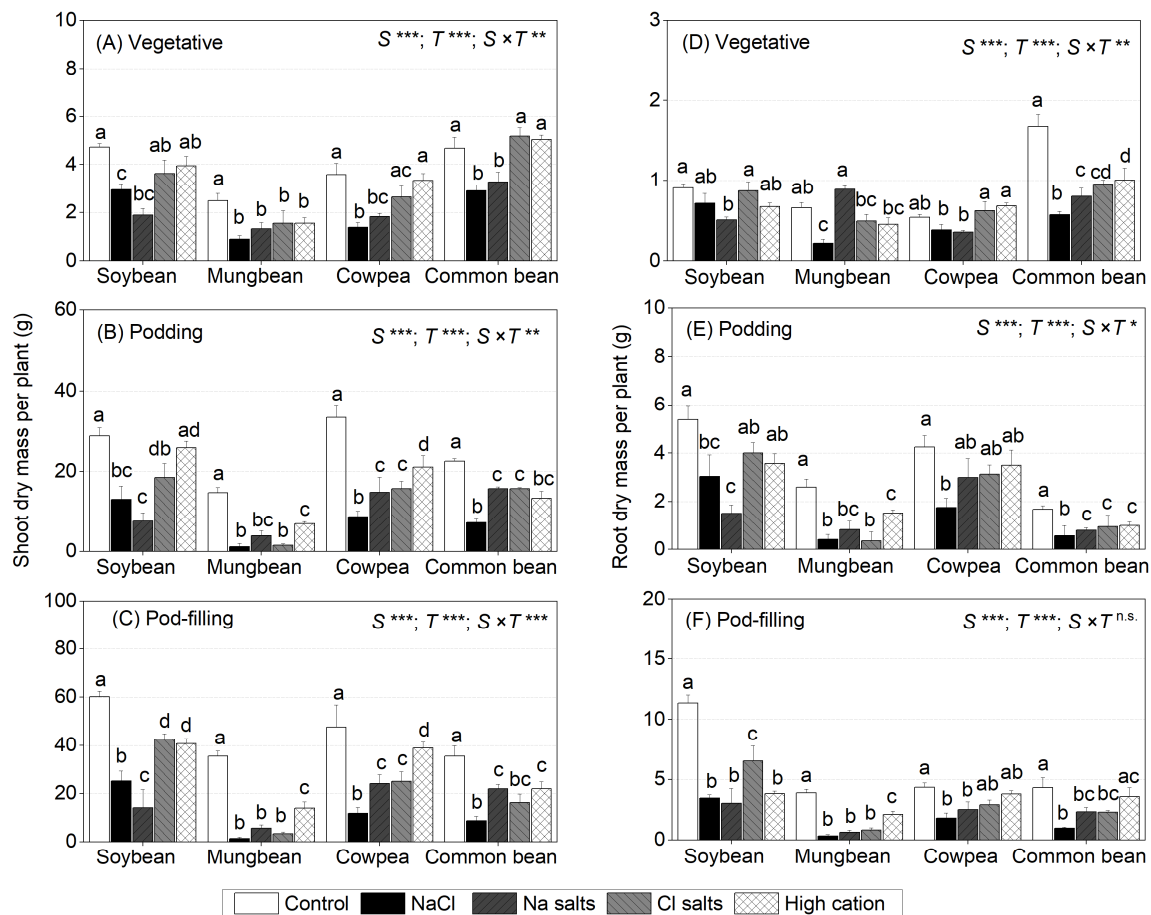 Shoot dry mass per plant (g)
(A) Vegetative
S ***; T ***; S ×T **
10
8
6
4
2
0
a c bc ab ab
a b b b b
a b bc ac a
a b b a a
Soybean Mungbean Cowpea Common bean
(B) Podding
S ***; T ***; S ×T **
60
40
20
0
a bc c db ad
a b bc b c
a b c c d
a b c c bc
Soybean Mungbean Cowpea Common bean
(C) Pod-filling
S ***; T ***; S ×T ***
100
80
60
40
20
0
a b c d d
a b b b c
a b c c d
a b c bc c
Soybean Mungbean Cowpea Common bean
Root dry mass per plant (g)
(D) Vegetative
S ***; T ***; S ×T **
3
2
1
0
a ab b a ab
ab c a bc bc
ab b b a a
a b c cd d
Soybean Mungbean Cowpea Common bean
(E) Podding
S ***; T ***; S ×T *
10
8
6
4
2
0
a bc c ab ab
a b bc b c
a b ab ab ab
a b c c c
Soybean Mungbean Cowpea Common bean
(F) Pod-filling
S ***; T ***; S ×T n.s.
20
15
10
5
0
a b b c b
a b b b c
a b b ab ab
a b bc bc ac
Soybean Mungbean Cowpea Common bean
Control NaCl Na salts Cl salts High cation